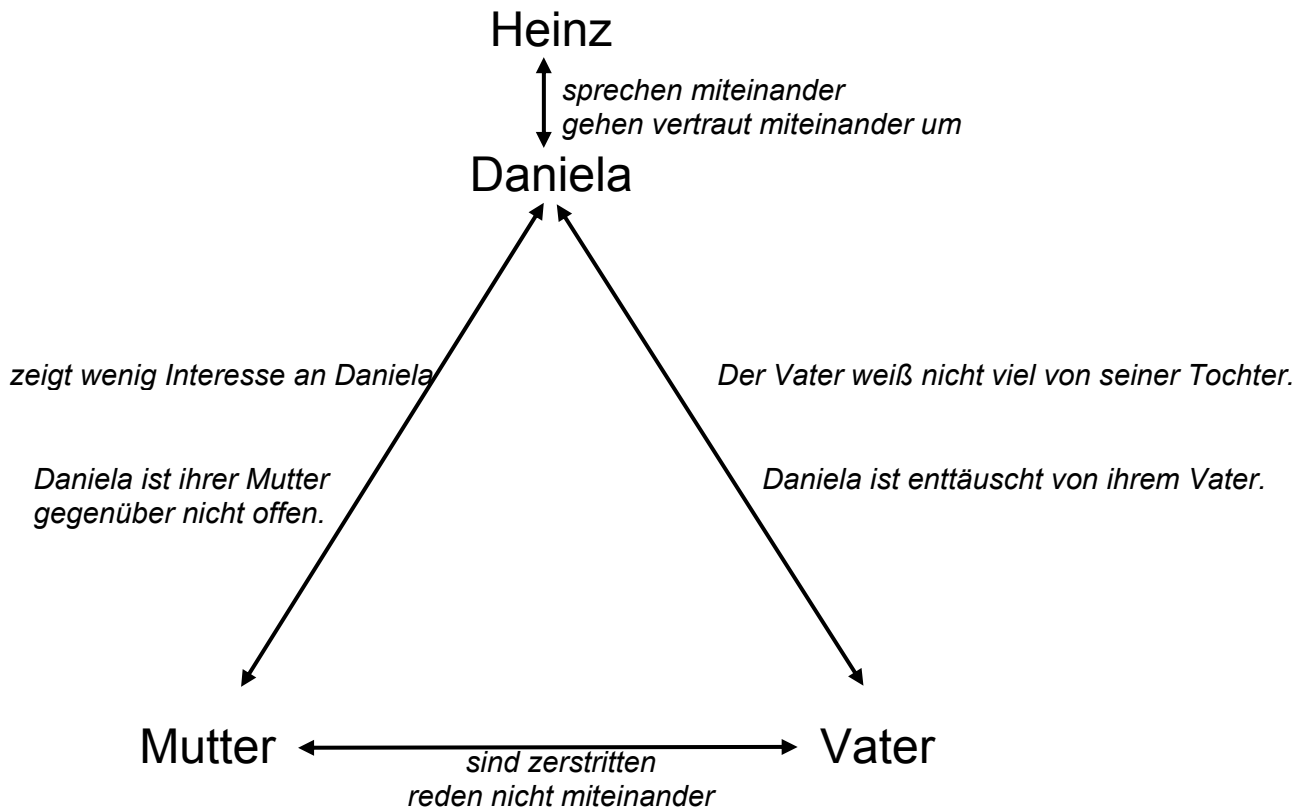 Heinz
sprechen miteinander
gehen vertraut miteinander um
Daniela
zeigt wenig Interesse an Daniela
Der Vater weiß nicht viel von seiner Tochter.
Daniela ist ihrer Mutter
gegenüber nicht offen.
Daniela ist enttäuscht von ihrem Vater.
Mutter
Vater
sind zerstritten
reden nicht miteinander